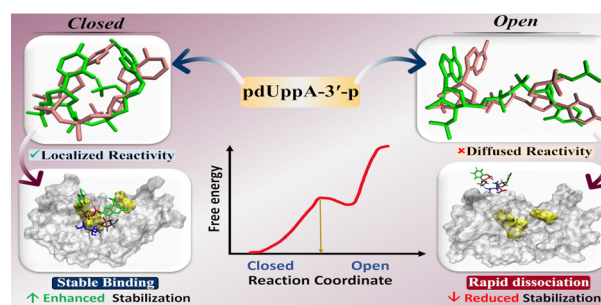 Closed
Open
pdUppA-3′-p
✓Localized Reactivity
×Diffused Reactivity
Free energy
Closed Open
Reaction Coordinate
Stable Binding
↑ Enhanced Stabilization
Rapid dissociation
↓ Reduced Stabilization